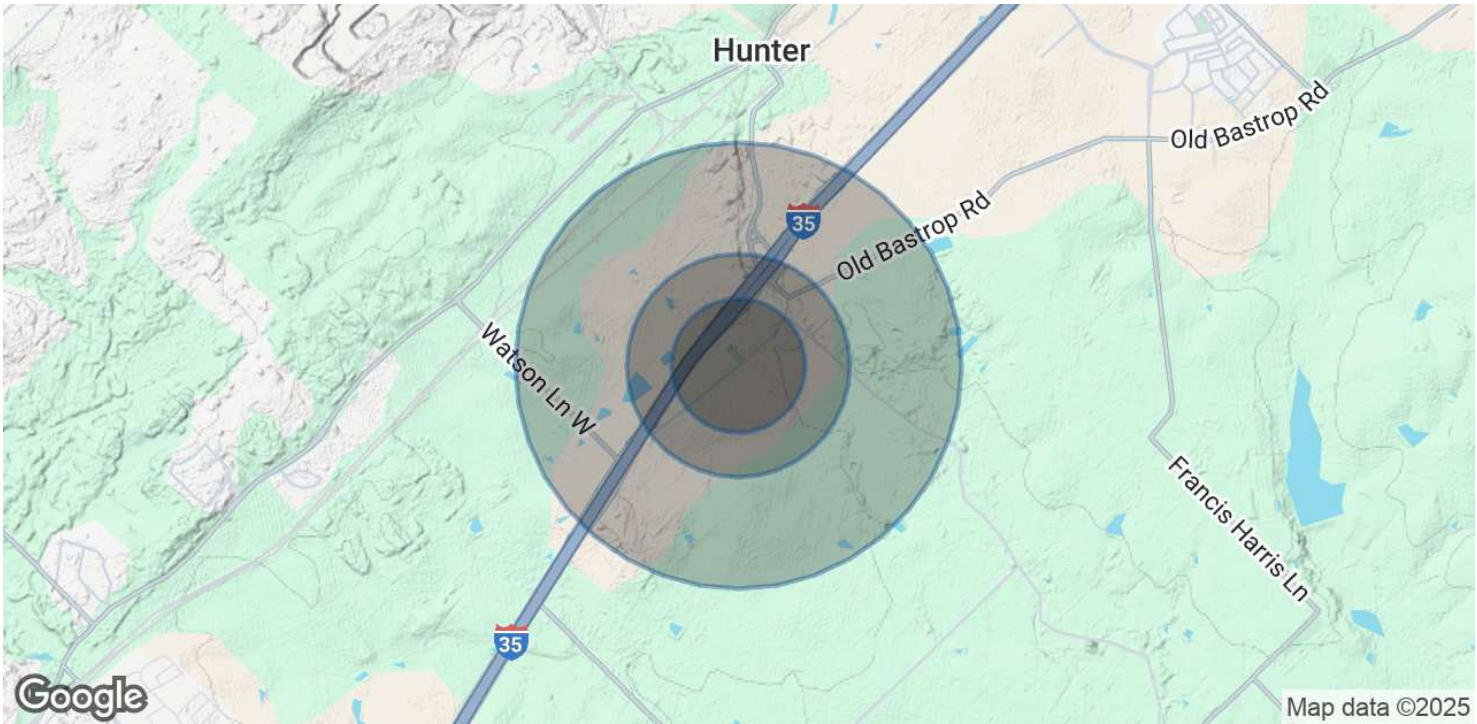 Hunter
Old Bastrop Rd
35
Old Bastrop Rd
Watson Ln W
Francis Harris Ln
35
Google
Map data ©2025